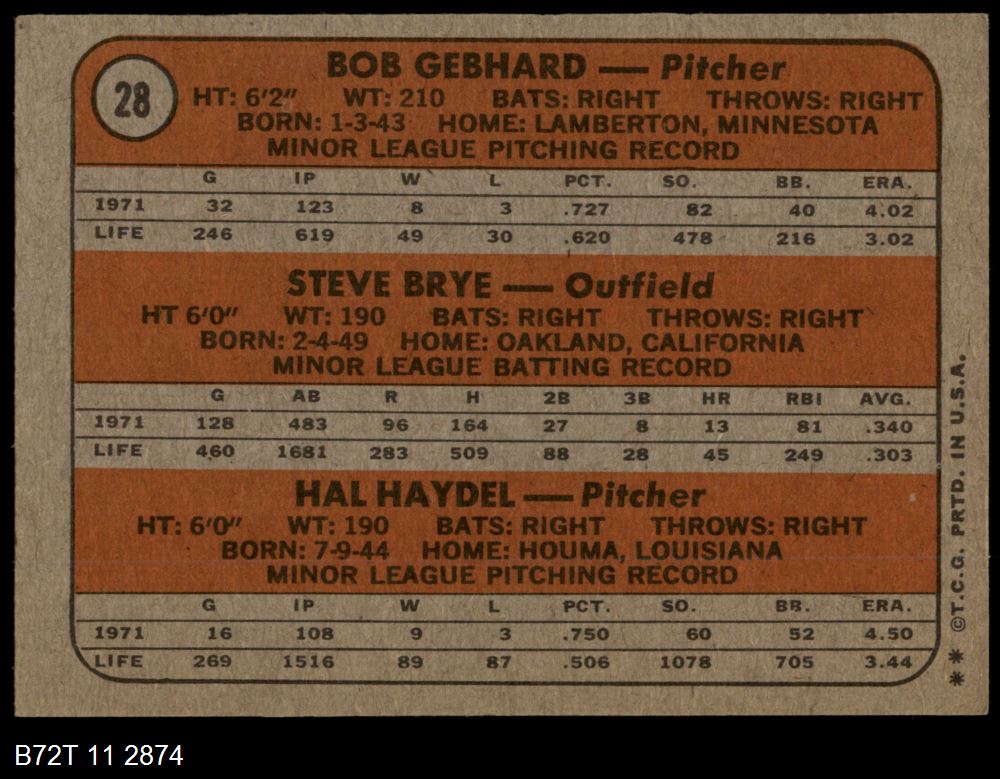 28
BOB GEBHARD — Pitcher
HT: 6'2" WT: 210 BATS: RIGHT THROWS: RIGHT
BORN: 1-3-43 HOME: LAMBERTON, MINNESOTA
MINOR LEAGUE PITCHING RECORD
G IP W L PCT. SO. BB. ERA.
1971 32 123 8 3 .727 82 40 4.02
LIFE 246 619 49 30 .620 478 216 3.02
STEVE BRYE — Outfield
HT 6'0" WT: 190 BATS: RIGHT THROWS: RIGHT
BORN: 2-4-49 HOME: OAKLAND, CALIFORNIA
MINOR LEAGUE BATTING RECORD
G AB R H 2B 3B HR RBI AVG.
1971 128 483 96 164 27 8 13 81 .340
LIFE 460 1681 283 509 88 28 45 249 .303
HAL HAYDEL — Pitcher
HT: 6'0" WT: 190 BATS: RIGHT THROWS: RIGHT
BORN: 7-9-44 HOME: HOUMA, LOUISIANA
MINOR LEAGUE PITCHING RECORD
G IP W L PCT. SO. BB. ERA.
1971 16 108 9 3 .750 60 52 4.50
LIFE 269 1516 89 87 .506 1078 705 3.44
** ©T.C.G. PRTD. IN U.S.A.
B72T 11 2874